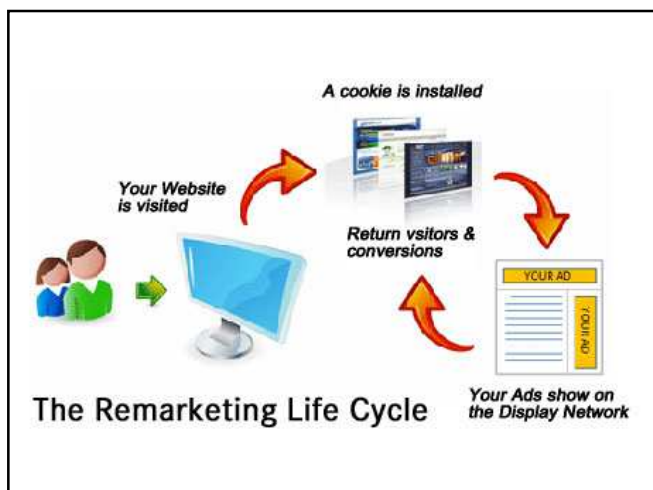 A cookie is installed
Your Website
is visited
Return vsitors &
conversions
YOUR AD
YOUR AD
Your Ads show on
the Display Network
The Remarketing Life Cycle